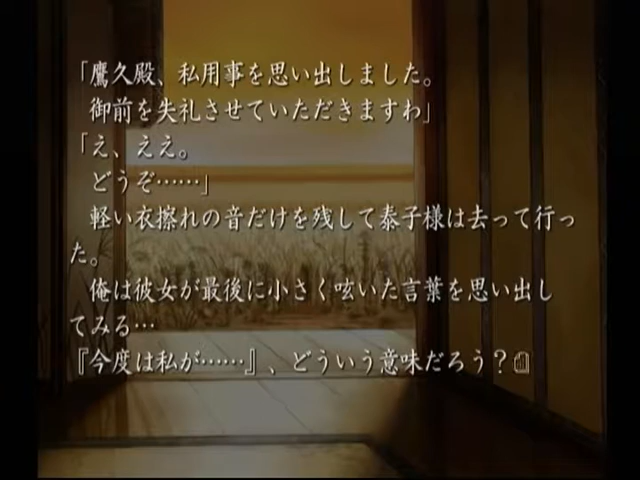 「鷹久殿、私用事を思い出しました。
御前を失礼させていただきますわ」
「え、ええ。
どうぞ……」
軽い衣擦れの音だけを残して泰子様は去って行っ
た。
俺は彼女が最後に小さく呟いた言葉を思い出し
てみる…
『今度は私が……』、どういう意味だろう？